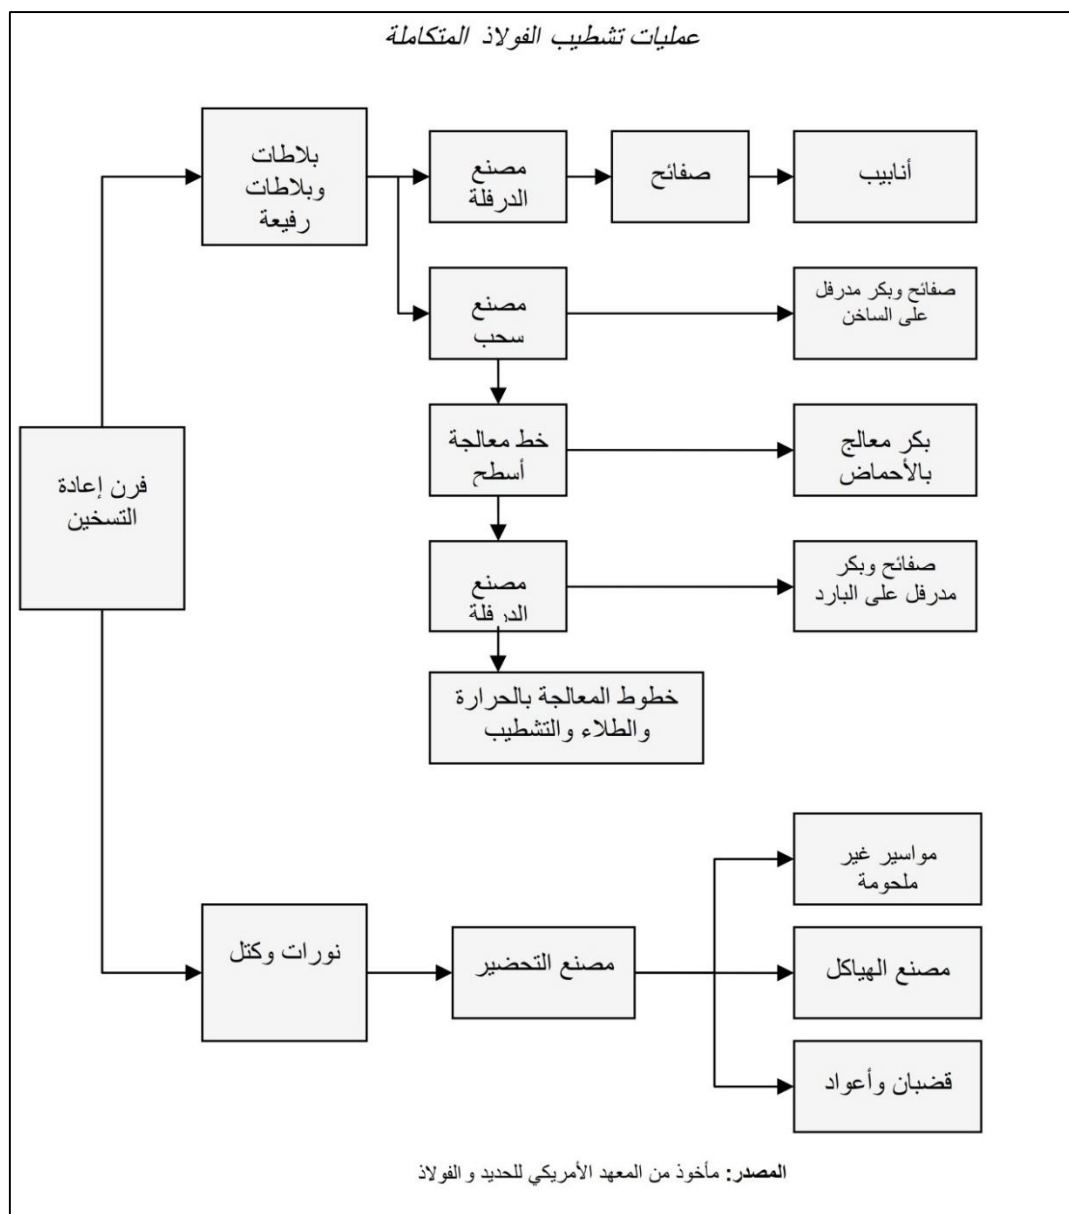 عمليات تشطيب الفولاذ المتكاملة
بلاطات
وبلاطات
رفيعة
مصنع
الدرفلة
صفائح
أنابيب
مصنع
سحب
صفائح وبكر مدرفل
على الساخن
خط معالجة
أسطح
بكر معالج
بالأحماض
فرن إعادة
التسخين
مصنع
الدرفلة
صفائح وبكر
مدرفل على البارد
خطوط المعالجة بالحرارة
والطلاء والتشطيب
مواسير غير
ملحومة
نورات وكتل
مصنع التحضير
مصنع الهياكل
قضبان وأعواد
المصدر: مأخوذ من المعهد الأمريكي للحديد و الفولاذ